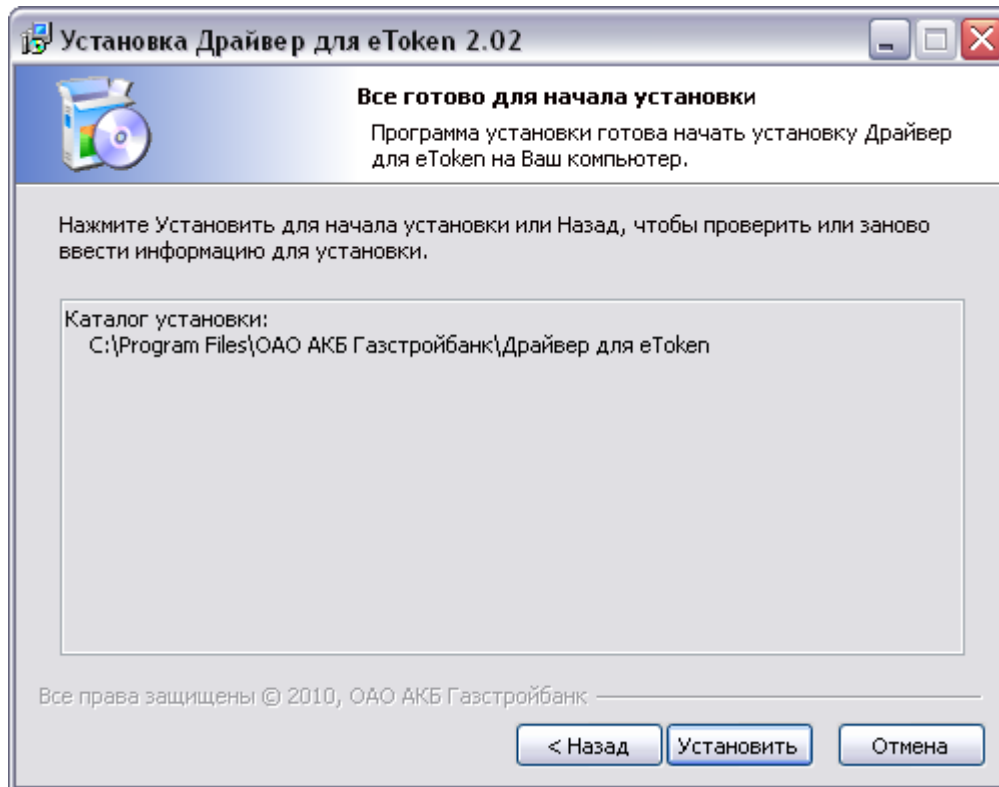 Установка Драйвер для eToken 2.02
Все готово для начала установки
Программа установки готова начать установку Драйвер
для eToken на Ваш компьютер.
Нажмите Установить для начала установки или Назад, чтобы проверить или заново
ввести информацию для установки.
Каталог установки:
C:\Program Files\ОАО АКБ Газстройбанк\Драйвер для eToken
Все права защищены © 2010, ОАО АКБ Газстройбанк
< Назад
Установить
Отмена